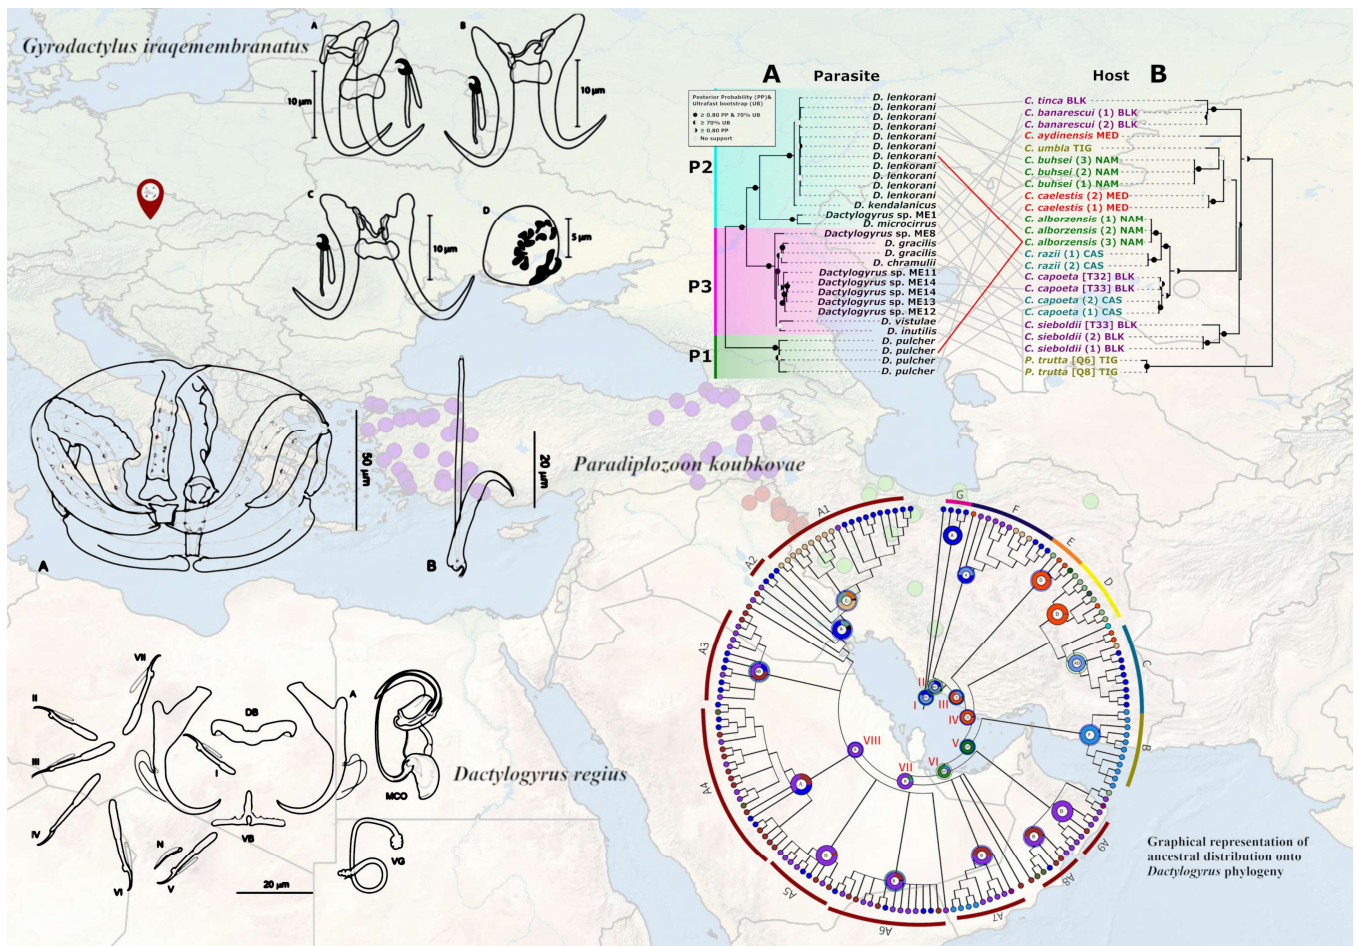 Gyrodactylus iraqemembranatus
A
10 µm
B
10 µm
C
10 µm
D
5 µm
A
Parasite
Host
B
Posterior Probability (PP)&
Ultrafast bootstrap (UB)
≥ 0.80 PP & 70% UB
≥ 70% UB
≥ 0.80 PP
No support
P2
P3
P1
D. lenkorani
D. lenkorani
D. lenkorani
D. lenkorani
D. lenkorani
D. lenkorani
D. lenkorani
D. lenkorani
D. lenkorani
D. lenkorani
D. lenkorani
D. kendalanicus
Dactylogyrus sp. ME1
D. microcirrus
Dactylogyrus sp. ME8
D. gracilis
D. gracilis
D. chramulii
Dactylogyrus sp. ME11
Dactylogyrus sp. ME14
Dactylogyrus sp. ME14
Dactylogyrus sp. ME13
Dactylogyrus sp. ME12
D. vistulae
D. inutilis
D. pulcher
D. pulcher
D. pulcher
D. pulcher
C. tinca BLK
C. banarescui (1) BLK
C. banarescui (2) BLK
C. aydinensis MED
C. umbla TIG
C. buhsei (3) NAM
C. buhsei (2) NAM
C. buhsei (1) NAM
C. caelestis (2) MED
C. caelestis (1) MED
C. alborzensis (1) NAM
C. alborzensis (2) NAM
C. alborzensis (3) NAM
C. razii (1) CAS
C. razii (2) CAS
C. capoeta [T32] BLK
C. capoeta [T33] BLK
C. capoeta (2) CAS
C. capoeta (1) CAS
C. sieboldii [T33] BLK
C. sieboldii (2) BLK
C. sieboldii (1) BLK
P. trutta [Q6] TIG
P. trutta [Q8] TIG
A
50 µm
B
20 µm
Paradiplozoon koubkovae
VII
II
III
IV
VI
N
V
I
DB
VB
A
MCO
VG
20 µm
Dactylogyrus regius
A1
A2
A3
A4
A5
A6
A7
A8
A9
B
C
D
E
F
G
I
II
III
IV
V
VI
VII
VIII
Graphical representation of
ancestral distribution onto
Dactylogyrus phylogeny